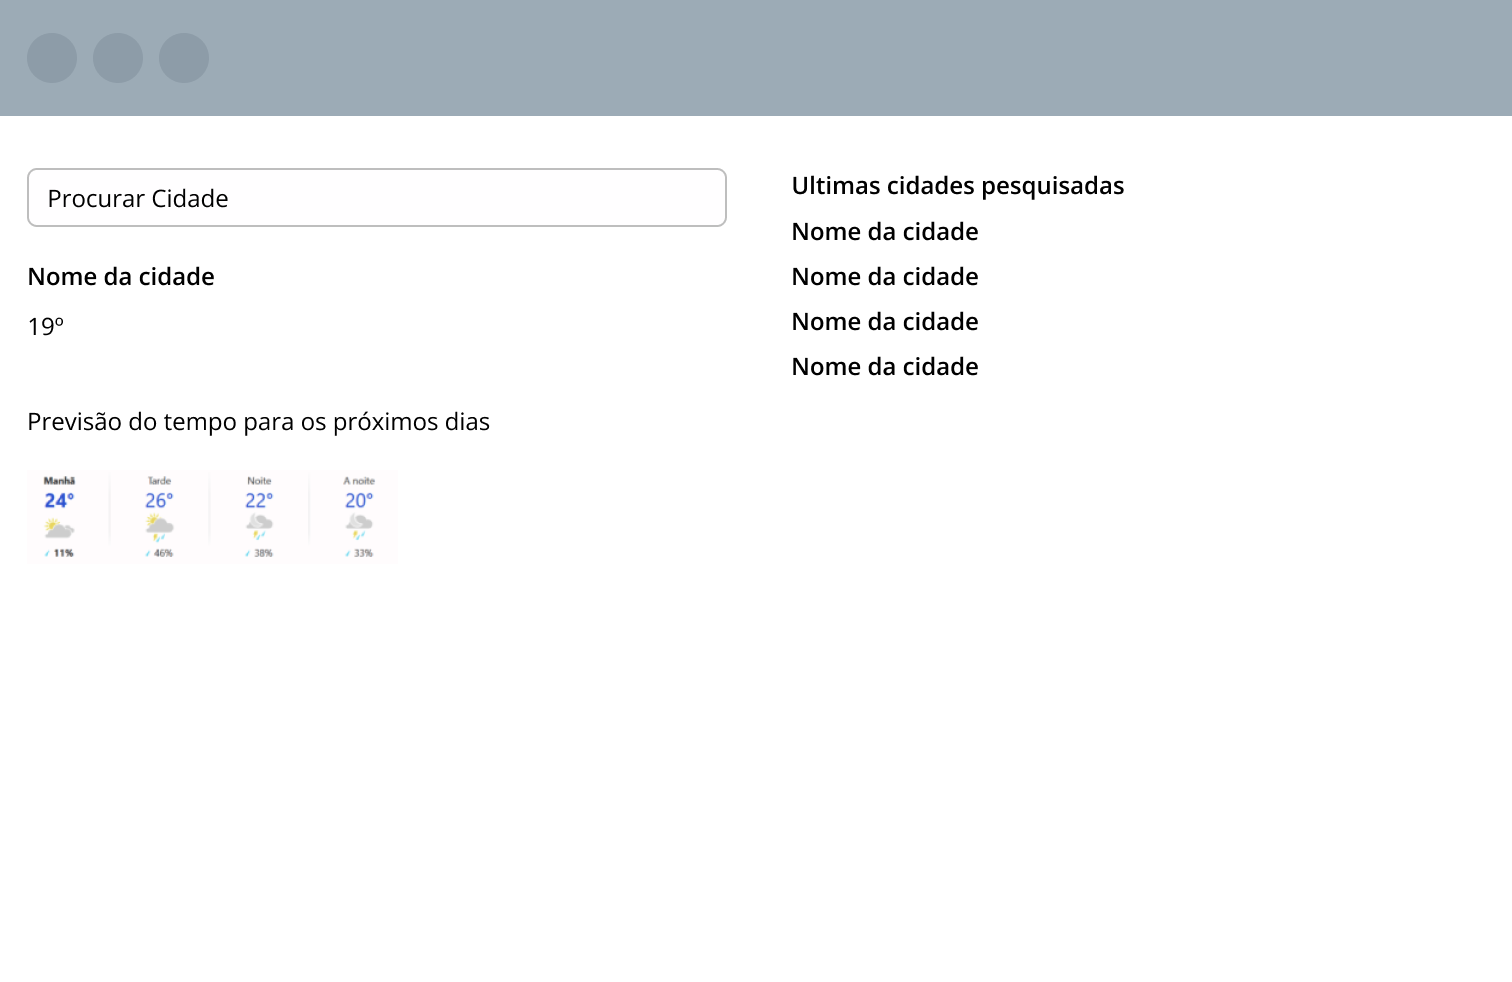 Procurar Cidade
Nome da cidade
19º
Previsão do tempo para os próximos dias
Manhã Tarde Noite A noite
24° 26° 22° 20°
11% 46% 38% 33%
Ultimas cidades pesquisadas
Nome da cidade
Nome da cidade
Nome da cidade
Nome da cidade